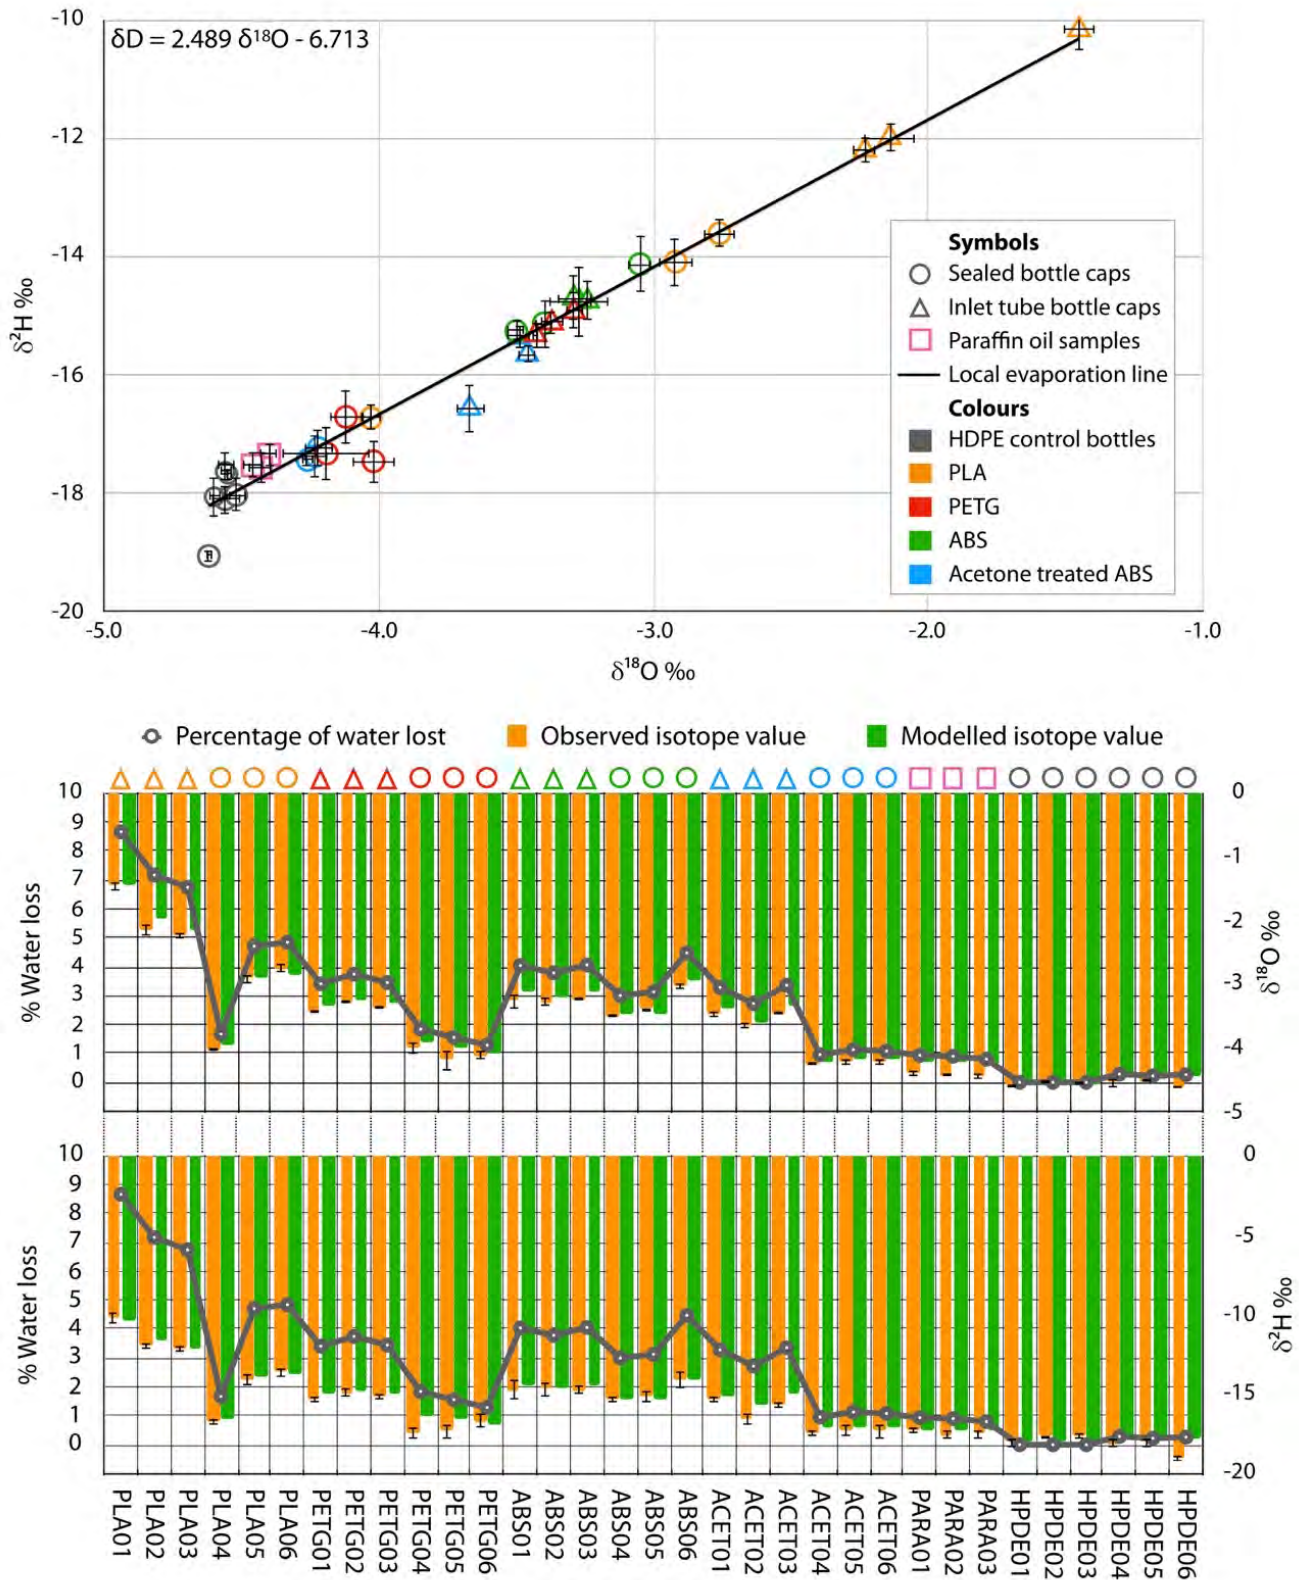 δD = 2.489 δ¹⁸O - 6.713
-10
-12
-14
-16
-18
-20
δ²H ‰
-5.0 -4.0 -3.0 -2.0 -1.0
δ¹⁸O ‰
Symbols
Sealed bottle caps
Inlet tube bottle caps
Paraffin oil samples
Local evaporation line
Colours
HDPE control bottles
PLA
PETG
ABS
Acetone treated ABS
Percentage of water lost Observed isotope value Modelled isotope value
10
9
8
7
6
5
4
3
2
1
0
% Water loss
0
-1
-2
-3
-4
-5
δ¹⁸O ‰
10
9
8
7
6
5
4
3
2
1
0
% Water loss
0
-5
-10
-15
-20
δ²H ‰
PLA01
PLA02
PLA03
PLA04
PLA05
PLA06
PETG01
PETG02
PETG03
PETG04
PETG05
PETG06
ABS01
ABS02
ABS03
ABS04
ABS05
ABS06
ACET01
ACET02
ACET03
ACET04
ACET05
ACET06
PARA01
PARA02
PARA03
HPDE01
HPDE02
HPDE03
HPDE04
HPDE05
HPDE06